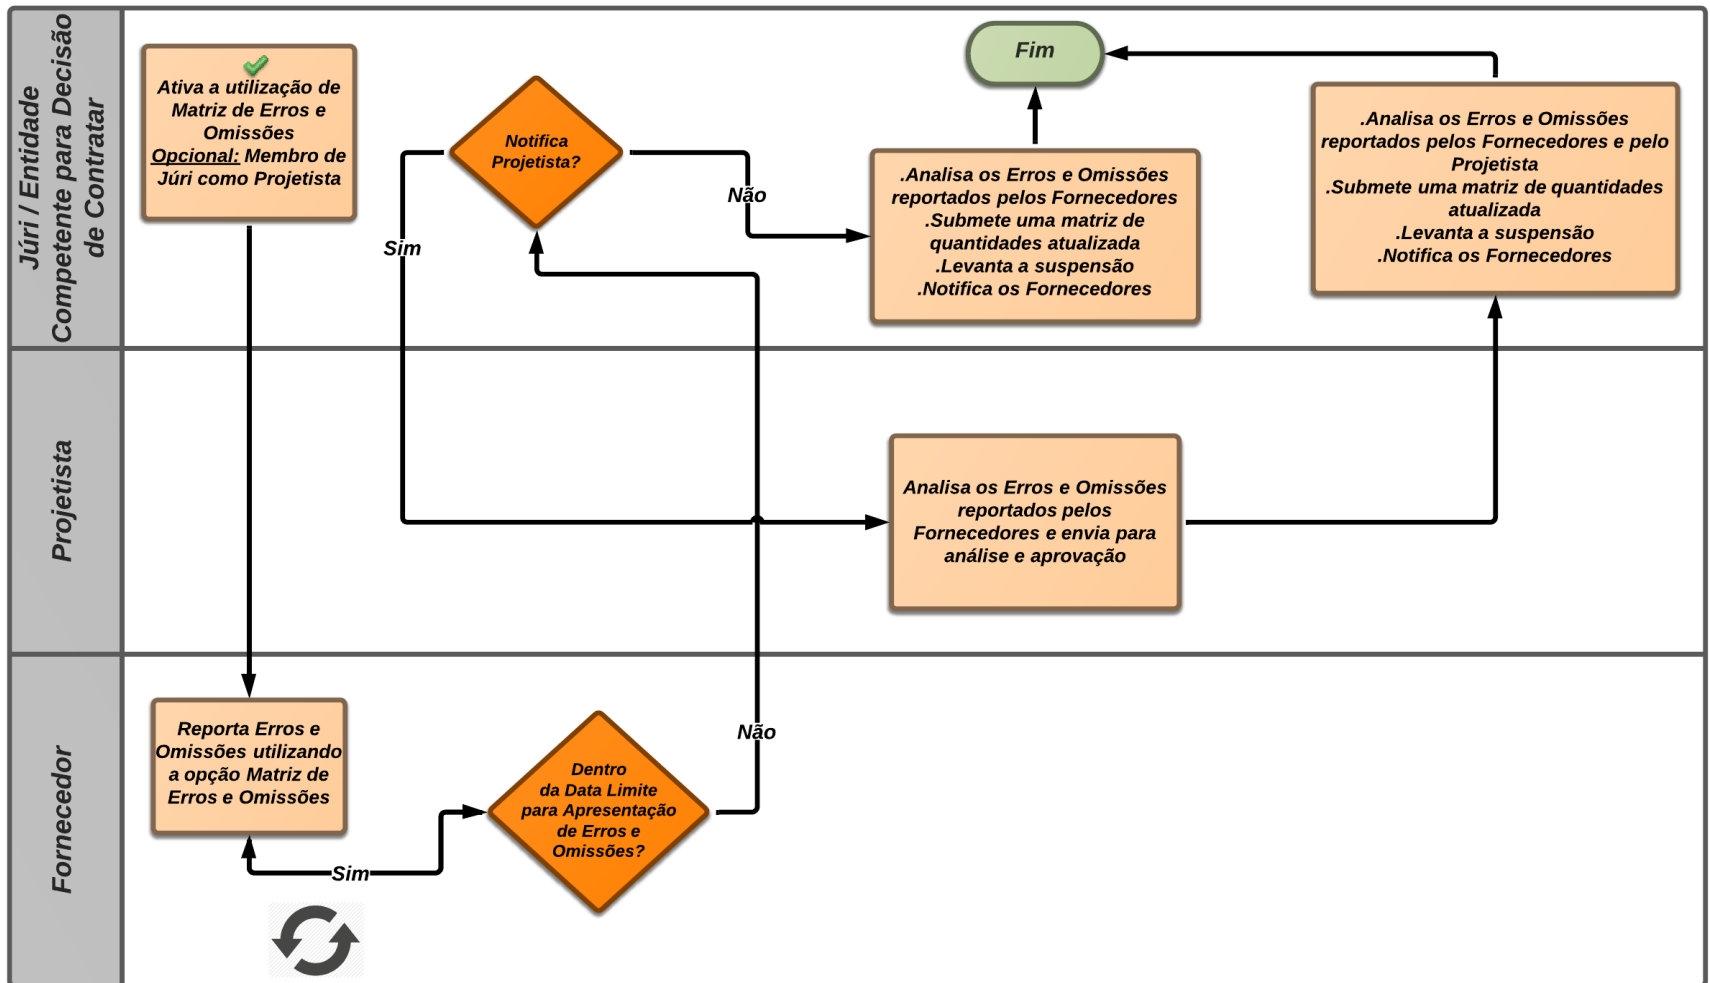 Júri / Entidade
Competente para Decisão
de Contratar
Ativa a utilização de
Matriz de Erros e
Omissões
Opcional: Membro de
Júri como Projetista
Notifica
Projetista?
Sim
Não
.Analisa os Erros e Omissões
reportados pelos Fornecedores
.Submete uma matriz de
quantidades atualizada
.Levanta a suspensão
.Notifica os Fornecedores
Fim
.Analisa os Erros e Omissões
reportados pelos Fornecedores e pelo
Projetista
.Submete uma matriz de quantidades
atualizada
.Levanta a suspensão
.Notifica os Fornecedores
Projetista
Analisa os Erros e Omissões
reportados pelos
Fornecedores e envia para
análise e aprovação
Fornecedor
Reporta Erros e
Omissões utilizando
a opção Matriz de
Erros e Omissões
Sim
Dentro
da Data Limite
para Apresentação
de Erros e
Omissões?
Não